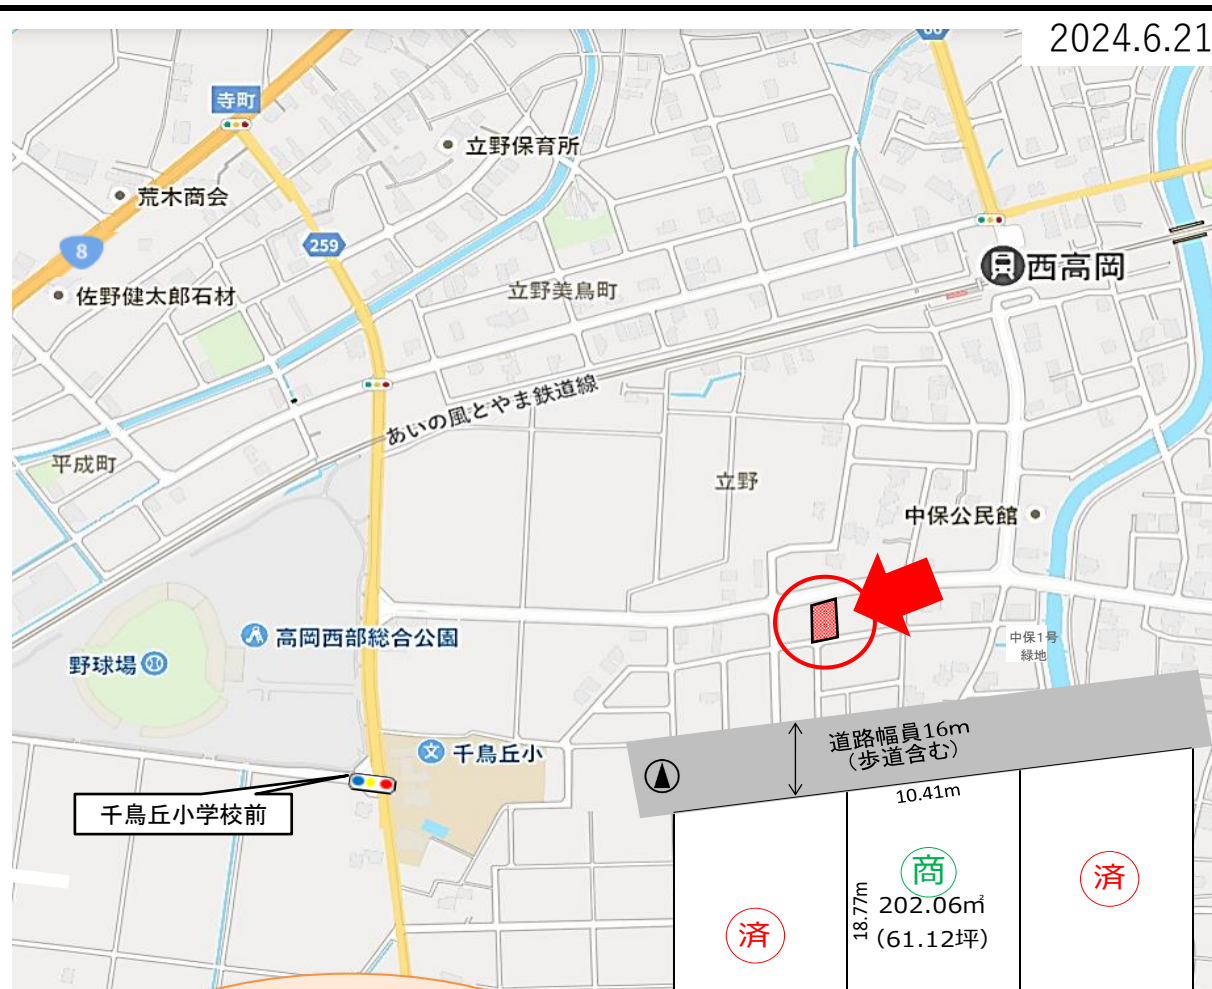 2024.6.21
66
寺町
立野保育所
荒木商会
259
8
西高岡
佐野健太郎石材
立野美鳥町
あいの風とやま鉄道線
平成町
立野
中保公民館
高岡西部総合公園
野球場
中保1号
緑地
千鳥丘小
千鳥丘小学校前
道路幅員16m
(歩道含む)
10.41m
商
済
18.77m
202.06㎡
(61.12坪)
済